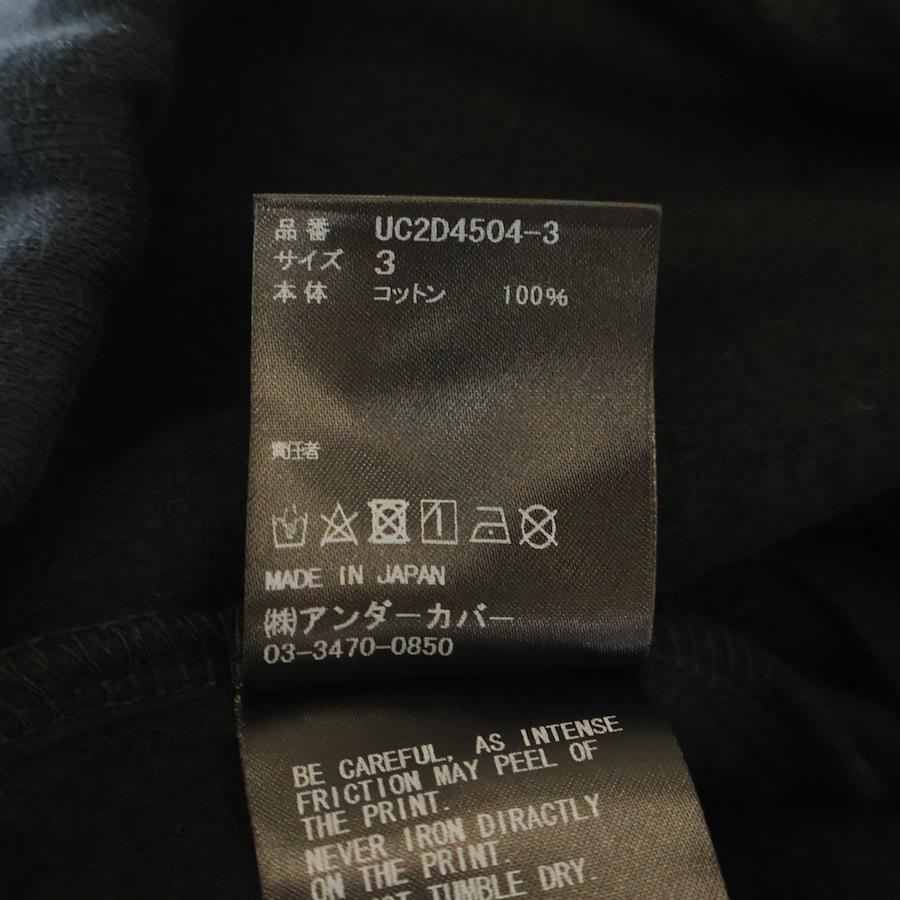 品番 UC2D4504-3
サイズ 3
本体 コットン 100%
責任者
MADE IN JAPAN
(株)アンダーカバー
03-3470-0850
BE CAREFUL, AS INTENSE
FRICTION MAY PEEL OF
THE PRINT.
NEVER IRON DIRACTLY
ON THE PRINT.
NOT TUMBLE DRY.